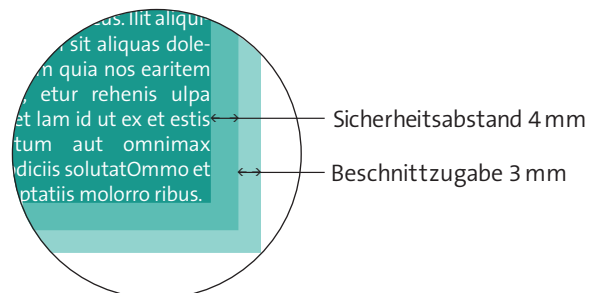 us. Ilit aliqui-
sit aliquas dole-
quia nos earitem
etur rehenis ulpa
et lam id ut ex et estis
tum aut omnimax
diciis solutatOmmo et
ptatiis molorro ribus.
Sicherheitsabstand 4 mm
Beschnittzugabe 3 mm